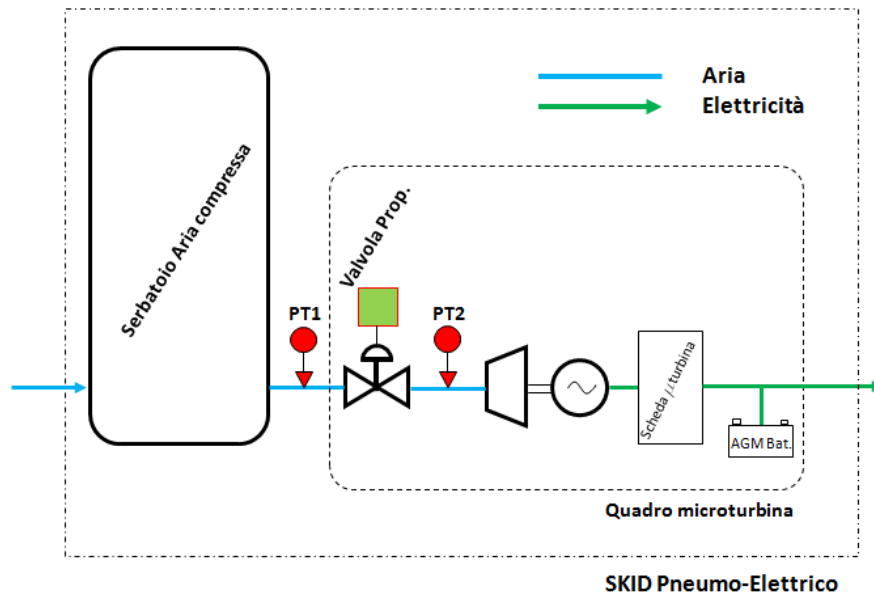 Aria
Elettricità
Serbatoio Aria compressa
Valvola Prop.
PT1
PT2
Scheda μturbina
AGM Bat.
Quadro microturbina
SKID Pneumo-Elettrico